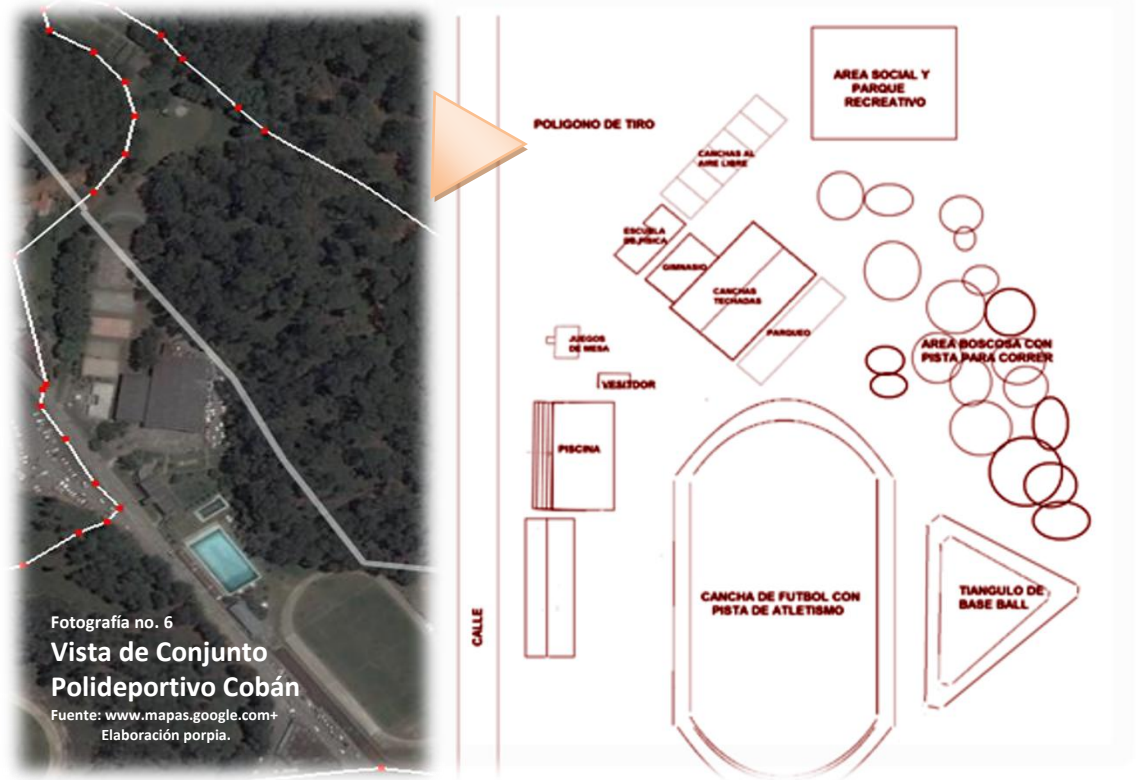 Fotografía no. 6
Vista de Conjunto
Polideportivo Cobán
Fuente: www.mapas.google.com+
Elaboración porpia.
POLIGONO DE TIRO
AREA SOCIAL Y
PARQUE
RECREATIVO
CANCHAS AL
AIRE LIBRE
ESCUELA
ED.FISICA
GIMNASIO
CANCHAS
TECHADAS
PARQUEO
JUEGOS
DE MESA
VESITDOR
PISCINA
AREA BOSCOSA CON
PISTA PARA CORRER
CANCHA DE FUTBOL CON
PISTA DE ATLETISMO
TIANGULO DE
BASE BALL
CALLE